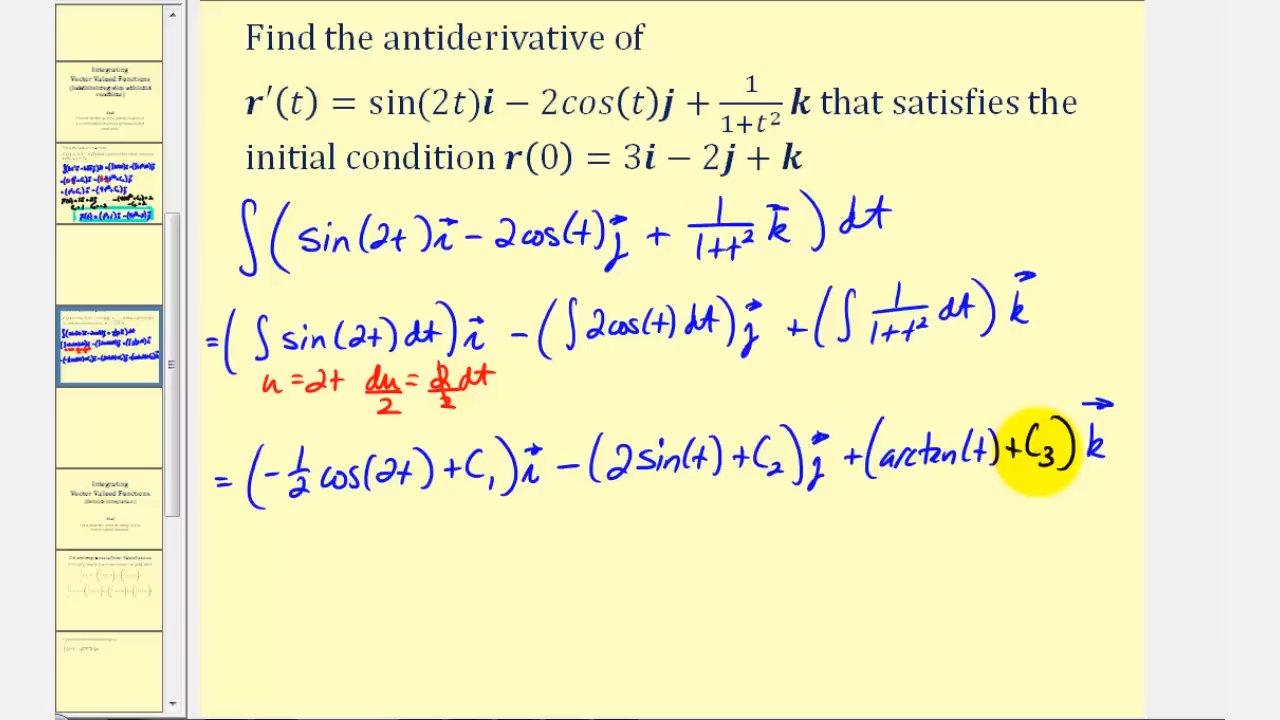 Find the antiderivative of
r′(t) = sin(2t)i − 2cos(t)j + 1/(1+t²) k that satisfies the
initial condition r(0) = 3i − 2j + k
∫( sin(2t)i⃗ − 2cos(t)j⃗ + 1/(1+t²) k⃗ ) dt
= (∫ sin(2t) dt) i⃗ − (∫ 2cos(t) dt) j⃗ + (∫ 1/(1+t²) dt) k⃗
u = 2t du/2 = 2/2 dt
= (−1/2 cos(2t) + C₁) i⃗ − (2 sin(t) + C₂) j⃗ + (arctan(t) + C₃) k⃗
Integrating
Vector Valued Functions
Integrating
Vector Valued Functions